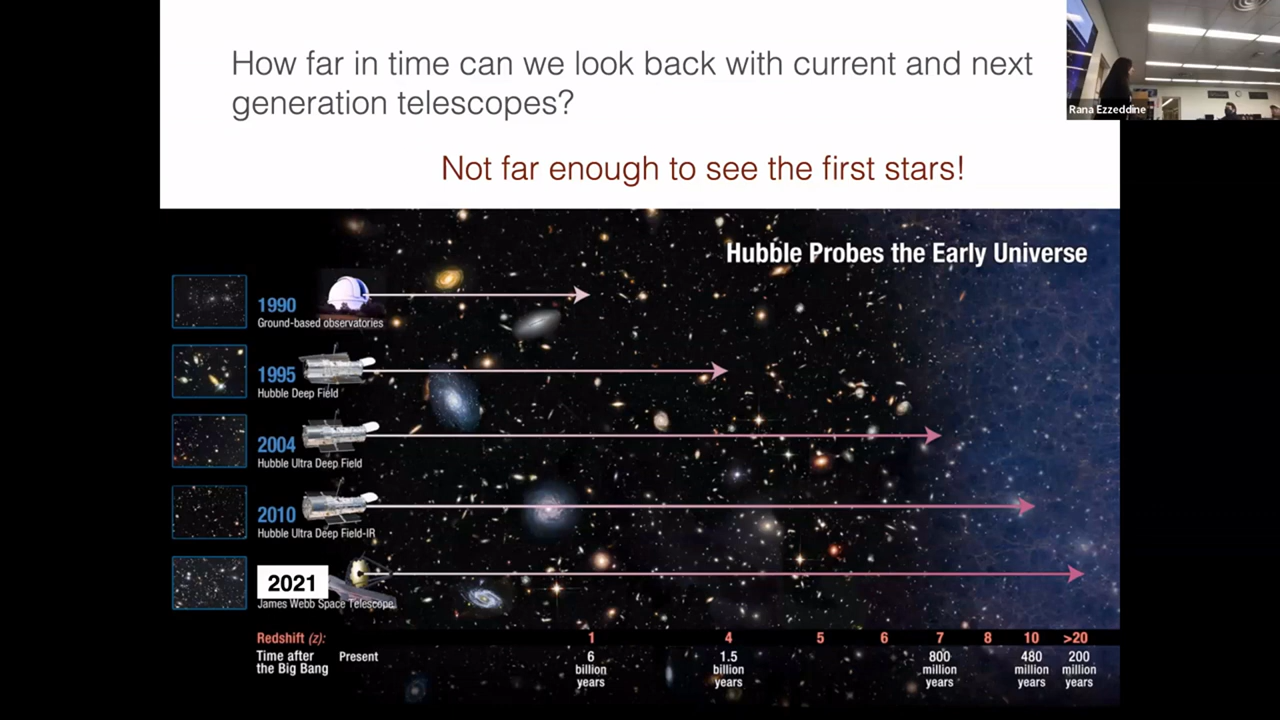 How far in time can we look back with current and next
generation telescopes?
Not far enough to see the first stars!
Rana Ezzeddine
Hubble Probes the Early Universe
1990
Ground-based observatories
1995
Hubble Deep Field
2004
Hubble Ultra Deep Field
2010
Hubble Ultra Deep Field-IR
2021
James Webb Space Telescope
Redshift (z): 1 4 5 6 7 8 10 >20
Time after Present 6 1.5 800 480 200
the Big Bang billion billion million million million
years years years years years